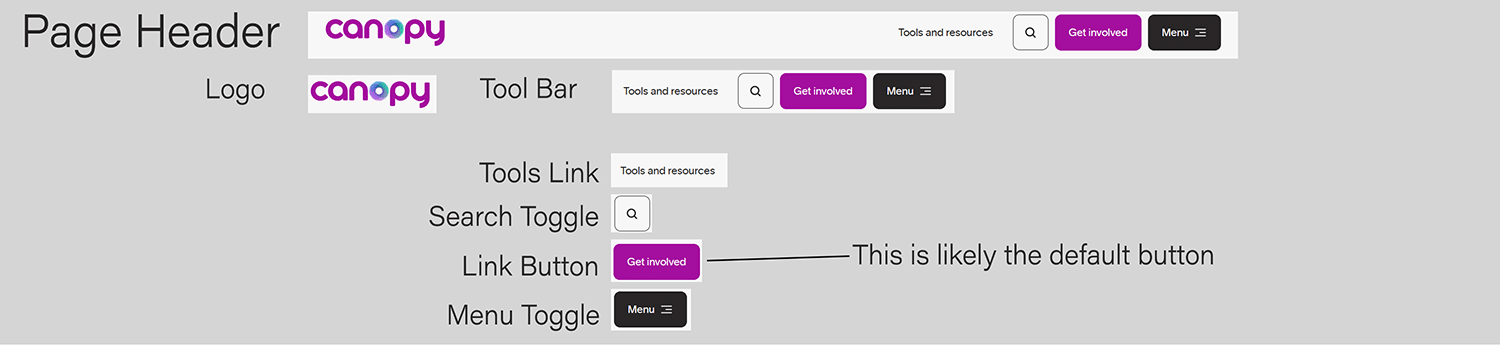 Page Header
canopy
Tools and resources
Get involved
Menu
Logo
canopy
Tool Bar
Tools and resources
Get involved
Menu
Tools Link
Tools and resources
Search Toggle
Link Button
Get involved
This is likely the default button
Menu Toggle
Menu